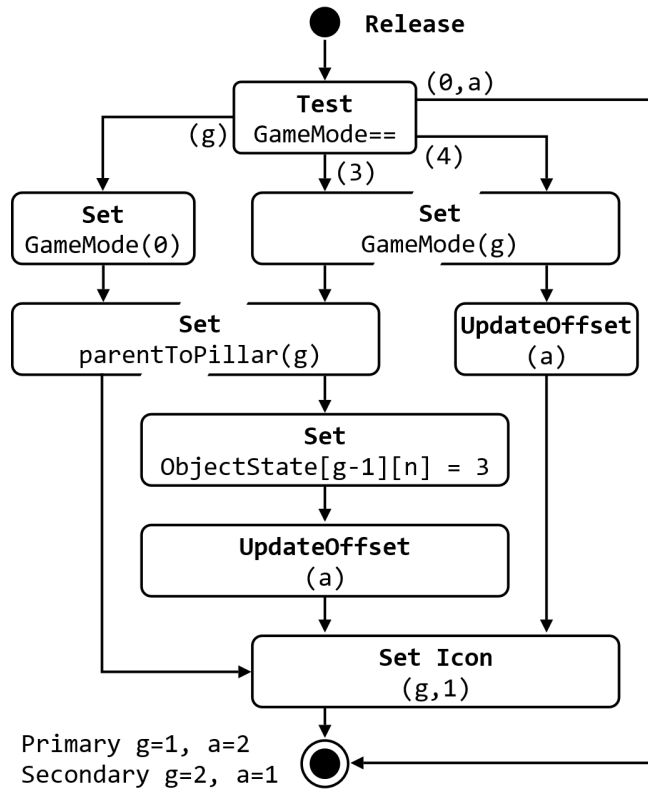 Release
Test
GameMode==
(0,a)
(g)
(3)
(4)
Set
GameMode(0)
Set
GameMode(g)
Set
parentToPillar(g)
UpdateOffset
(a)
Set
ObjectState[g-1][n] = 3
UpdateOffset
(a)
Set Icon
(g,1)
Primary g=1, a=2
Secondary g=2, a=1